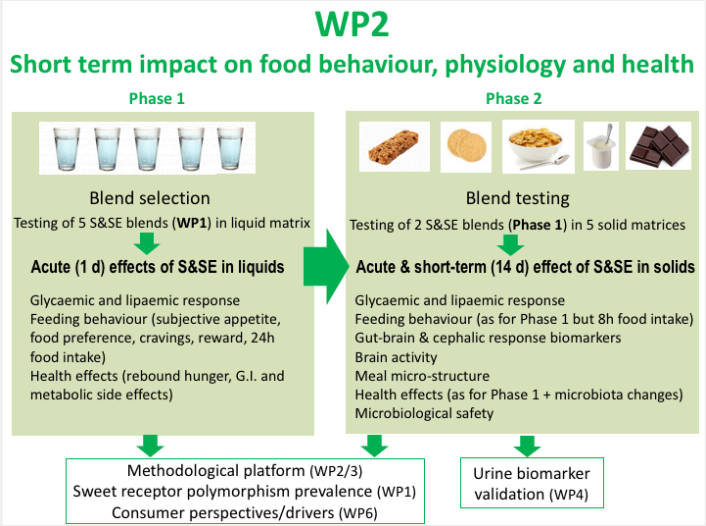 WP2
Short term impact on food behaviour, physiology and health
Phase 1
Blend selection
Testing of 5 S&SE blends (WP1) in liquid matrix
Acute (1 d) effects of S&SE in liquids
Glycaemic and lipaemic response
Feeding behaviour (subjective appetite,
food preference, cravings, reward, 24h
food intake)
Health effects (rebound hunger, G.I. and
metabolic side effects)
Phase 2
Blend testing
Testing of 2 S&SE blends (Phase 1) in 5 solid matrices
Acute & short-term (14 d) effect of S&SE in solids
Glycaemic and lipaemic response
Feeding behaviour (as for Phase 1 but 8h food intake)
Gut-brain & cephalic response biomarkers
Brain activity
Meal micro-structure
Health effects (as for Phase 1 + microbiota changes)
Microbiological safety
Methodological platform (WP2/3)
Sweet receptor polymorphism prevalence (WP1)
Consumer perspectives/drivers (WP6)
Urine biomarker
validation (WP4)